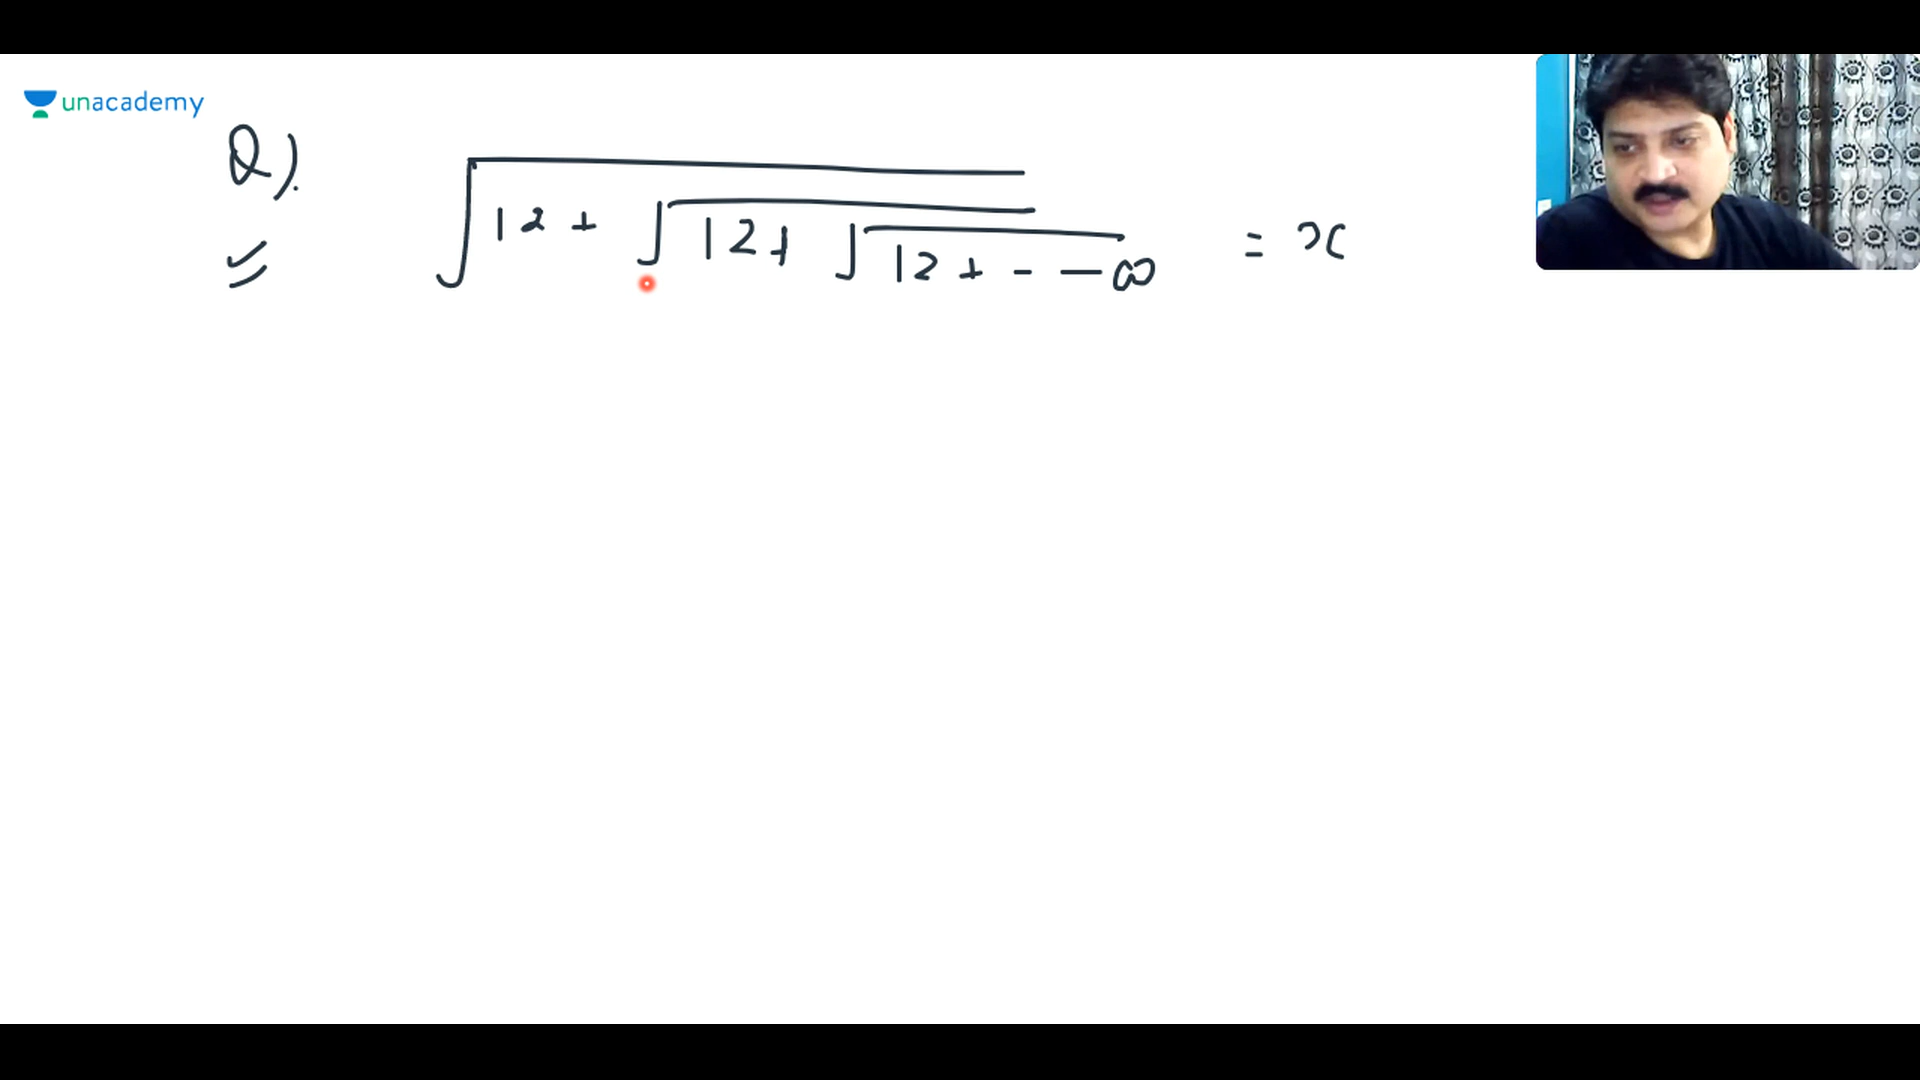 unacademy
Q).
√12 + √12 + √12 + - - ∞ = x